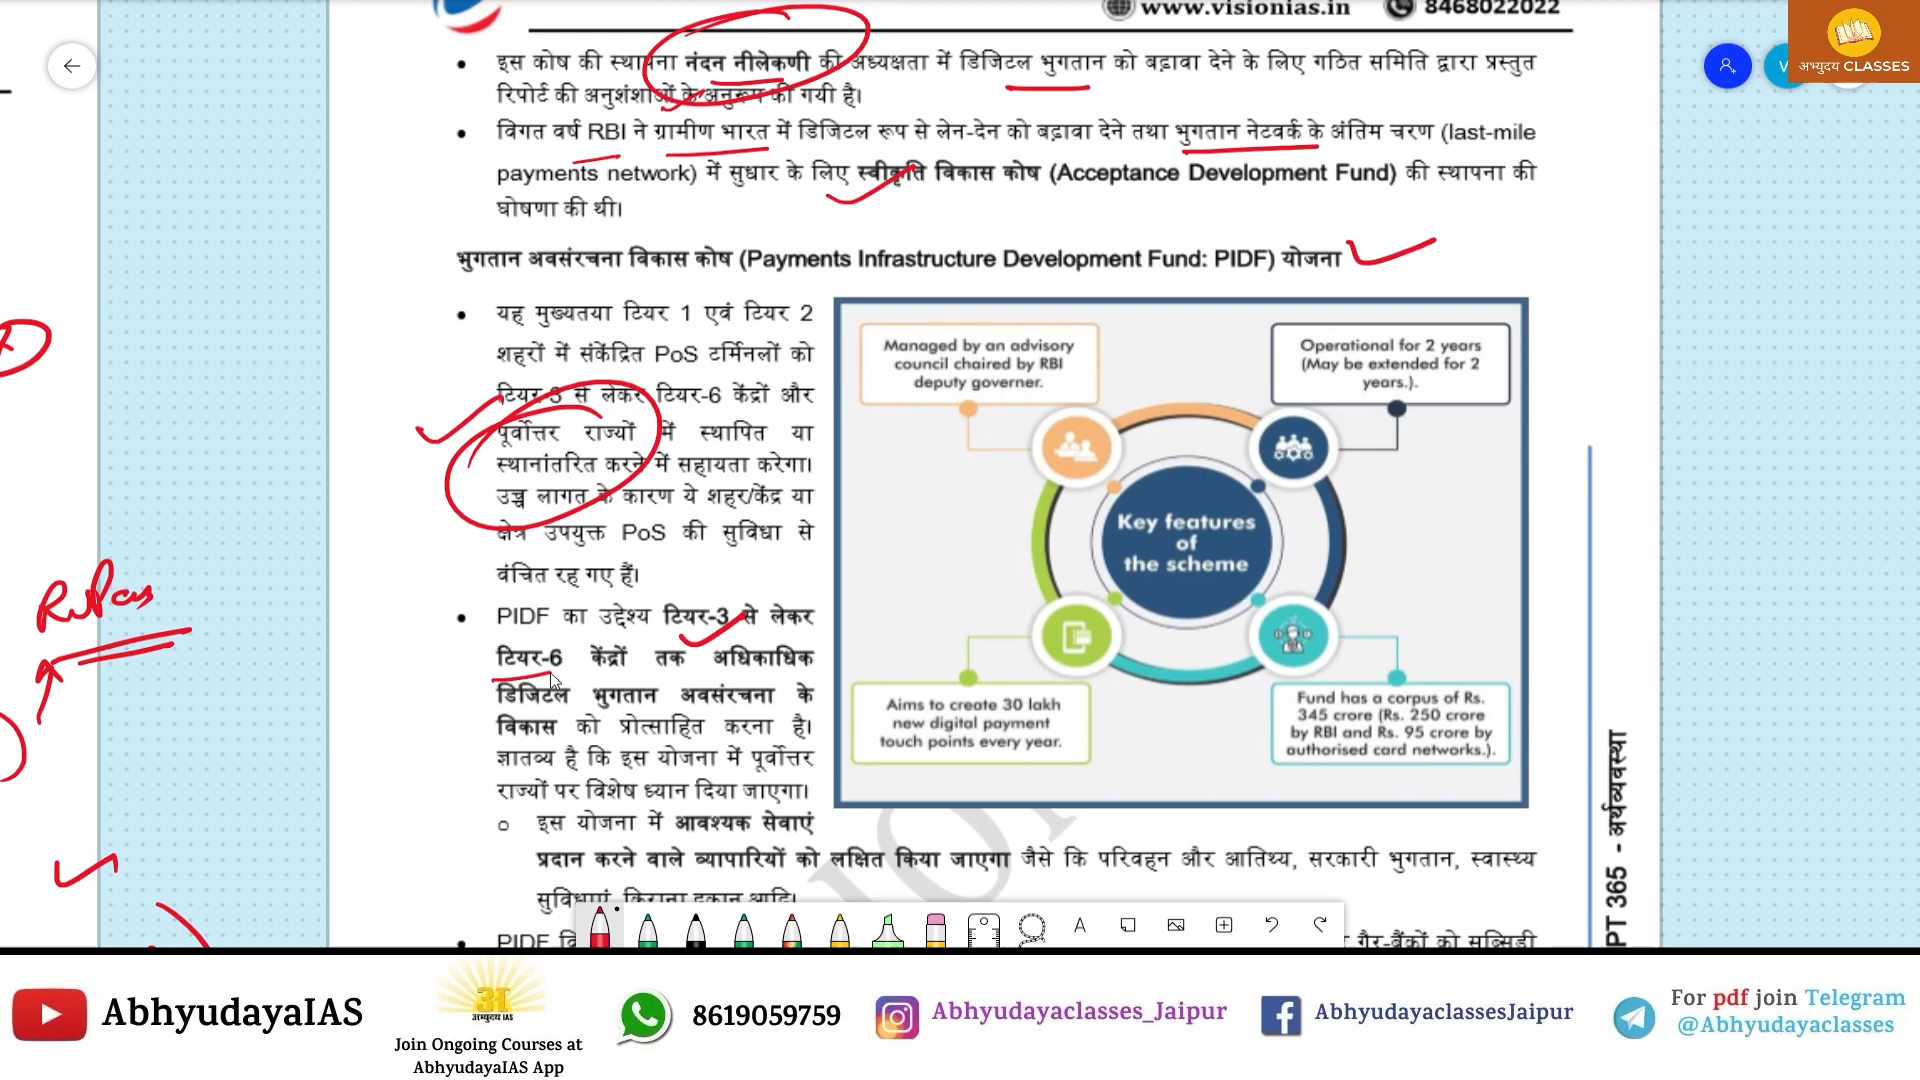 www.visionias.in 8468022022
अभ्युदय CLASSES
• इस कोष की स्थापना नंदन नीलेकणी की अध्यक्षता में डिजिटल भुगतान को बढ़ावा देने के लिए गठित समिति द्वारा प्रस्तुत
रिपोर्ट की अनुशंशाओं के अनुरूप की गयी है।
• विगत वर्ष RBI ने ग्रामीण भारत में डिजिटल रूप से लेन-देन को बढ़ावा देने तथा भुगतान नेटवर्क के अंतिम चरण (last-mile
payments network) में सुधार के लिए स्वीकृति विकास कोष (Acceptance Development Fund) की स्थापना की
घोषणा की थी।
भुगतान अवसंरचना विकास कोष (Payments Infrastructure Development Fund: PIDF) योजना
• यह मुख्यतया टियर 1 एवं टियर 2
शहरों में संकेंद्रित PoS टर्मिनलों को
टियर-3 से लेकर टियर-6 केंद्रों और
पूर्वोत्तर राज्यों में स्थापित या
स्थानांतरित करने में सहायता करेगा।
उच्च लागत के कारण ये शहर/केंद्र या
क्षेत्र उपयुक्त PoS की सुविधा से
वंचित रह गए हैं।
• PIDF का उद्देश्य टियर-3 से लेकर
टियर-6 केंद्रों तक अधिकाधिक
डिजिटल भुगतान अवसंरचना के
विकास को प्रोत्साहित करना है।
ज्ञातव्य है कि इस योजना में पूर्वोत्तर
राज्यों पर विशेष ध्यान दिया जाएगा।
o इस योजना में आवश्यक सेवाएं
प्रदान करने वाले व्यापारियों को लक्षित किया जाएगा जैसे कि परिवहन और आतिथ्य, सरकारी भुगतान, स्वास्थ्य
सुविधाएं, किराना दुकान आदि।
• PIDF
गैर-बैंकों को सब्सिडी
Managed by an advisory
council chaired by RBI
deputy governer.
Operational for 2 years
(May be extended for 2
years.).
Key features
of
the scheme
Aims to create 30 lakh
new digital payment
touch points every year.
Fund has a corpus of Rs.
345 crore (Rs. 250 crore
by RBI and Rs. 95 crore by
authorised card networks.).
PT 365 - अर्थव्यवस्था
AbhyudayaIAS
अभ्युदय IAS
Join Ongoing Courses at
AbhyudayaIAS App
8619059759
Abhyudayaclasses_Jaipur
AbhyudayaclassesJaipur
For pdf join Telegram
@Abhyudayaclasses